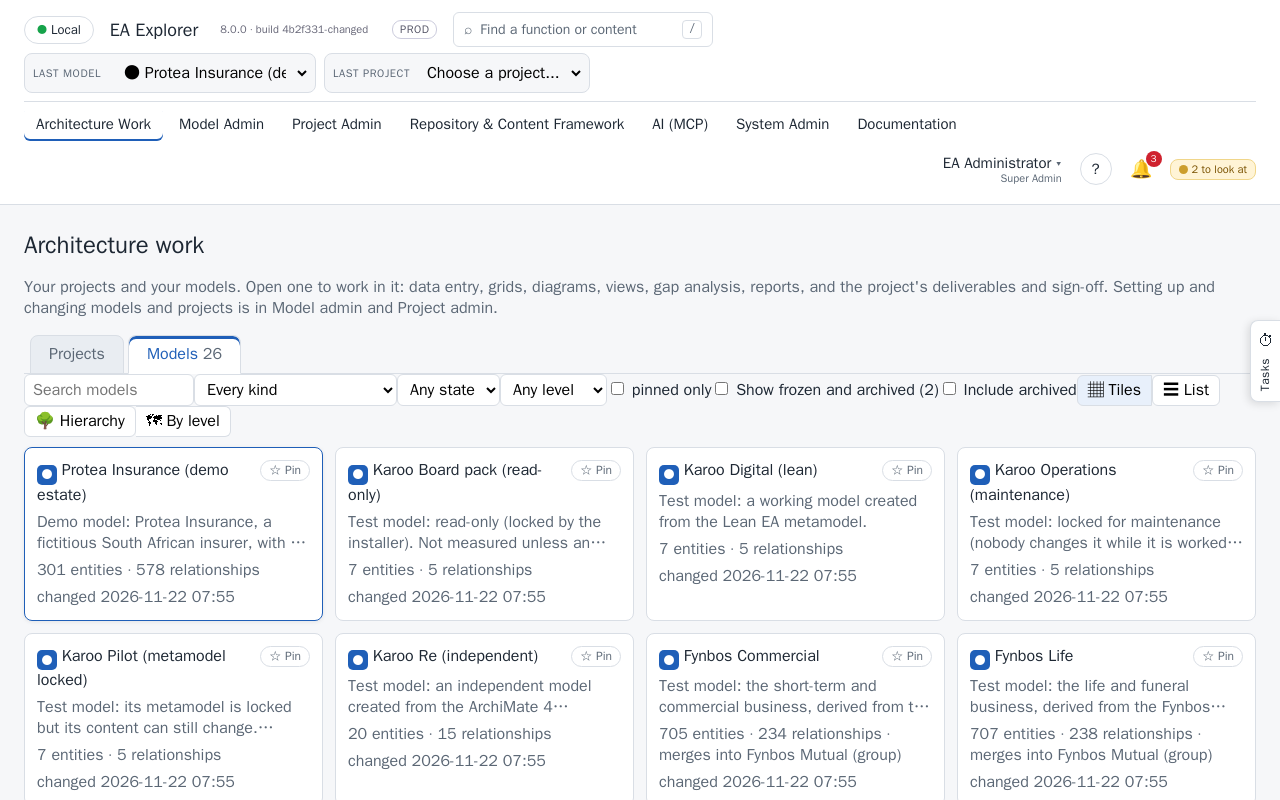 Local
EA Explorer
8.0.0 · build 4b2f331-changed
PROD
Find a function or content
/
LAST MODEL
Protea Insurance (de
LAST PROJECT
Choose a project...
Architecture Work
Model Admin
Project Admin
Repository & Content Framework
AI (MCP)
System Admin
Documentation
EA Administrator
Super Admin
?
3
2 to look at
Architecture work
Your projects and your models. Open one to work in it: data entry, grids, diagrams, views, gap analysis, reports, and the project's deliverables and sign-off. Setting up and
changing models and projects is in Model admin and Project admin.
Tasks
Projects
Models 26
Search models
Every kind
Any state
Any level
pinned only
Show frozen and archived (2)
Include archived
Tiles
List
Hierarchy
By level
Protea Insurance (demo
estate)
☆ Pin
Demo model: Protea Insurance, a
fictitious South African insurer, with ···
301 entities · 578 relationships
changed 2026-11-22 07:55
Karoo Board pack (read-
only)
☆ Pin
Test model: read-only (locked by the
installer). Not measured unless an···
7 entities · 5 relationships
changed 2026-11-22 07:55
Karoo Digital (lean)
☆ Pin
Test model: a working model created
from the Lean EA metamodel.
7 entities · 5 relationships
changed 2026-11-22 07:55
Karoo Operations
(maintenance)
☆ Pin
Test model: locked for maintenance
(nobody changes it while it is worked···
7 entities · 5 relationships
changed 2026-11-22 07:55
Karoo Pilot (metamodel
locked)
☆ Pin
Test model: its metamodel is locked
but its content can still change.···
7 entities · 5 relationships
changed 2026-11-22 07:55
Karoo Re (independent)
☆ Pin
Test model: an independent model
created from the ArchiMate 4···
20 entities · 15 relationships
changed 2026-11-22 07:55
Fynbos Commercial
☆ Pin
Test model: the short-term and
commercial business, derived from t···
705 entities · 234 relationships ·
merges into Fynbos Mutual (group)
changed 2026-11-22 07:55
Fynbos Life
☆ Pin
Test model: the life and funeral
business, derived from the Fynbos···
707 entities · 238 relationships ·
merges into Fynbos Mutual (group)
changed 2026-11-22 07:55